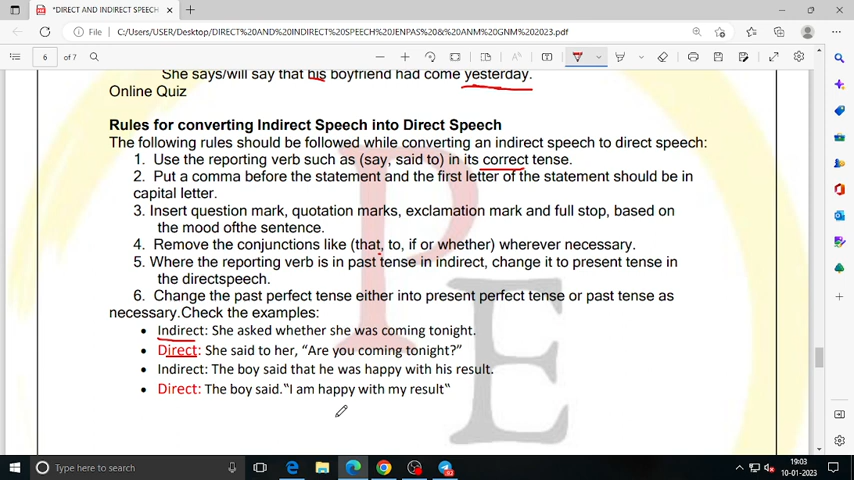 *DIRECT AND INDIRECT SPEECH
File
C:/Users/USER/Desktop/DIRECT%20AND%20INDIRECT%20SPEECH%20JENPAS%20&%20ANM%20GNM%202023.pdf
6 of 7
She says/will say that his boyfriend had come yesterday.
Online Quiz
Rules for converting Indirect Speech into Direct Speech
The following rules should be followed while converting an indirect speech to direct speech:
1. Use the reporting verb such as (say, said to) in its correct tense.
2. Put a comma before the statement and the first letter of the statement should be in
capital letter.
3. Insert question mark, quotation marks, exclamation mark and full stop, based on
the mood ofthe sentence.
4. Remove the conjunctions like (that, to, if or whether) wherever necessary.
5. Where the reporting verb is in past tense in indirect, change it to present tense in
the directspeech.
6. Change the past perfect tense either into present perfect tense or past tense as
necessary.Check the examples:
• Indirect: She asked whether she was coming tonight.
• Direct: She said to her, “Are you coming tonight?”
• Indirect: The boy said that he was happy with his result.
• Direct: The boy said.“I am happy with my result“
PE
Type here to search
19:03
10-01-2023